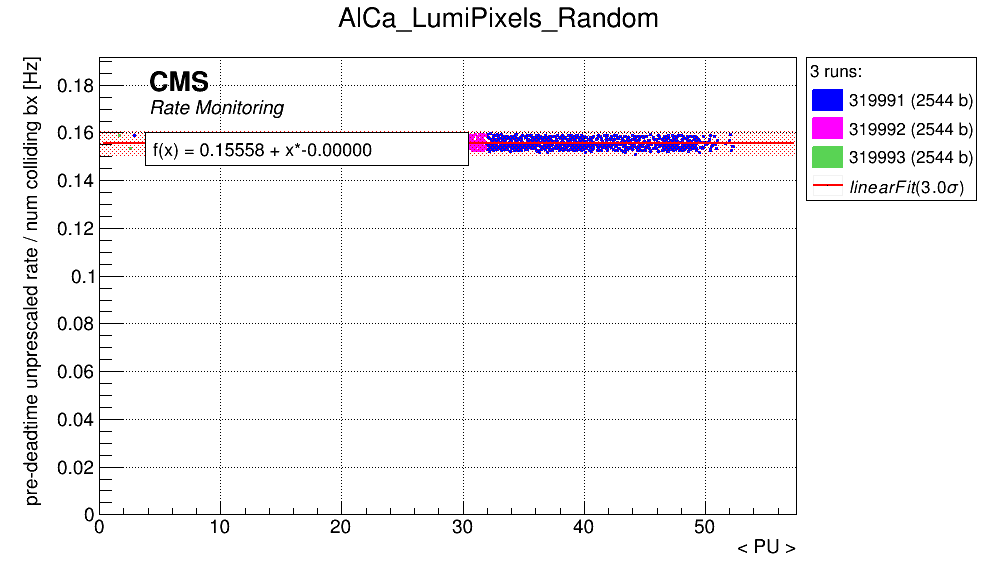 AlCa_LumiPixels_Random
pre-deadtime unprescaled rate / num colliding bx [Hz]
CMS
Rate Monitoring
f(x) = 0.15558 + x*-0.00000
0.18
0.16
0.14
0.12
0.1
0.08
0.06
0.04
0.02
0
0 10 20 30 40 50
< PU >
3 runs:
319991 (2544 b)
319992 (2544 b)
319993 (2544 b)
linearFit(3.0σ)